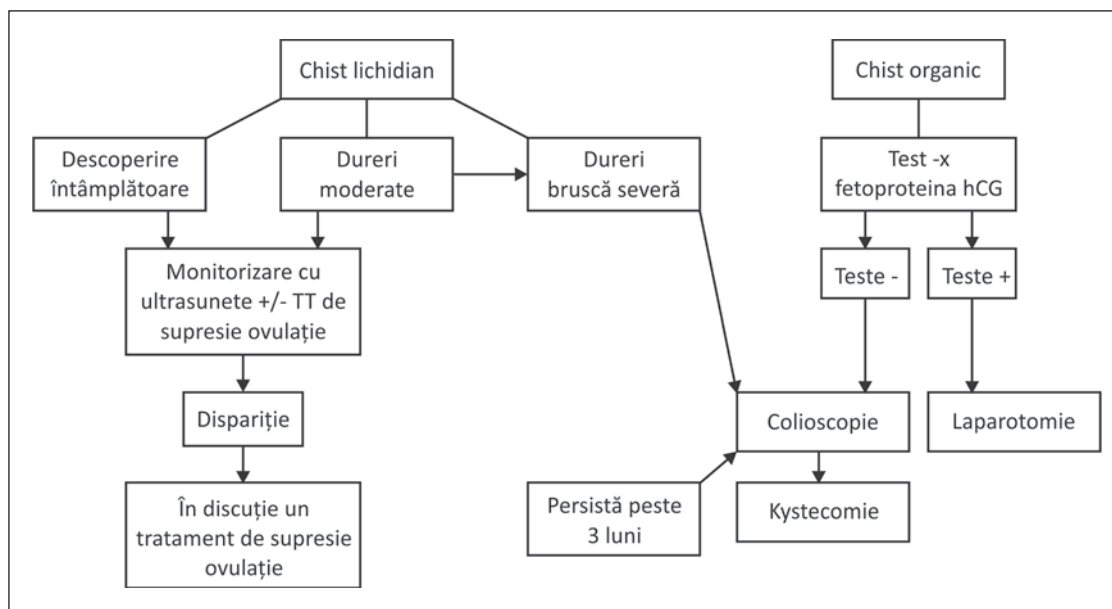 Chist lichidian
Chist organic
Descoperire
întâmplătoare
Dureri
moderate
Dureri
bruscă severă
Test -x
fetoproteina hCG
Monitorizare cu
ultrasunete +/- TT de
supresie ovulație
Teste -
Teste +
Dispariție
Colioscopie
Laparotomie
În discuție un
tratament de supresie
ovulație
Persistă peste
3 luni
Kystecomie